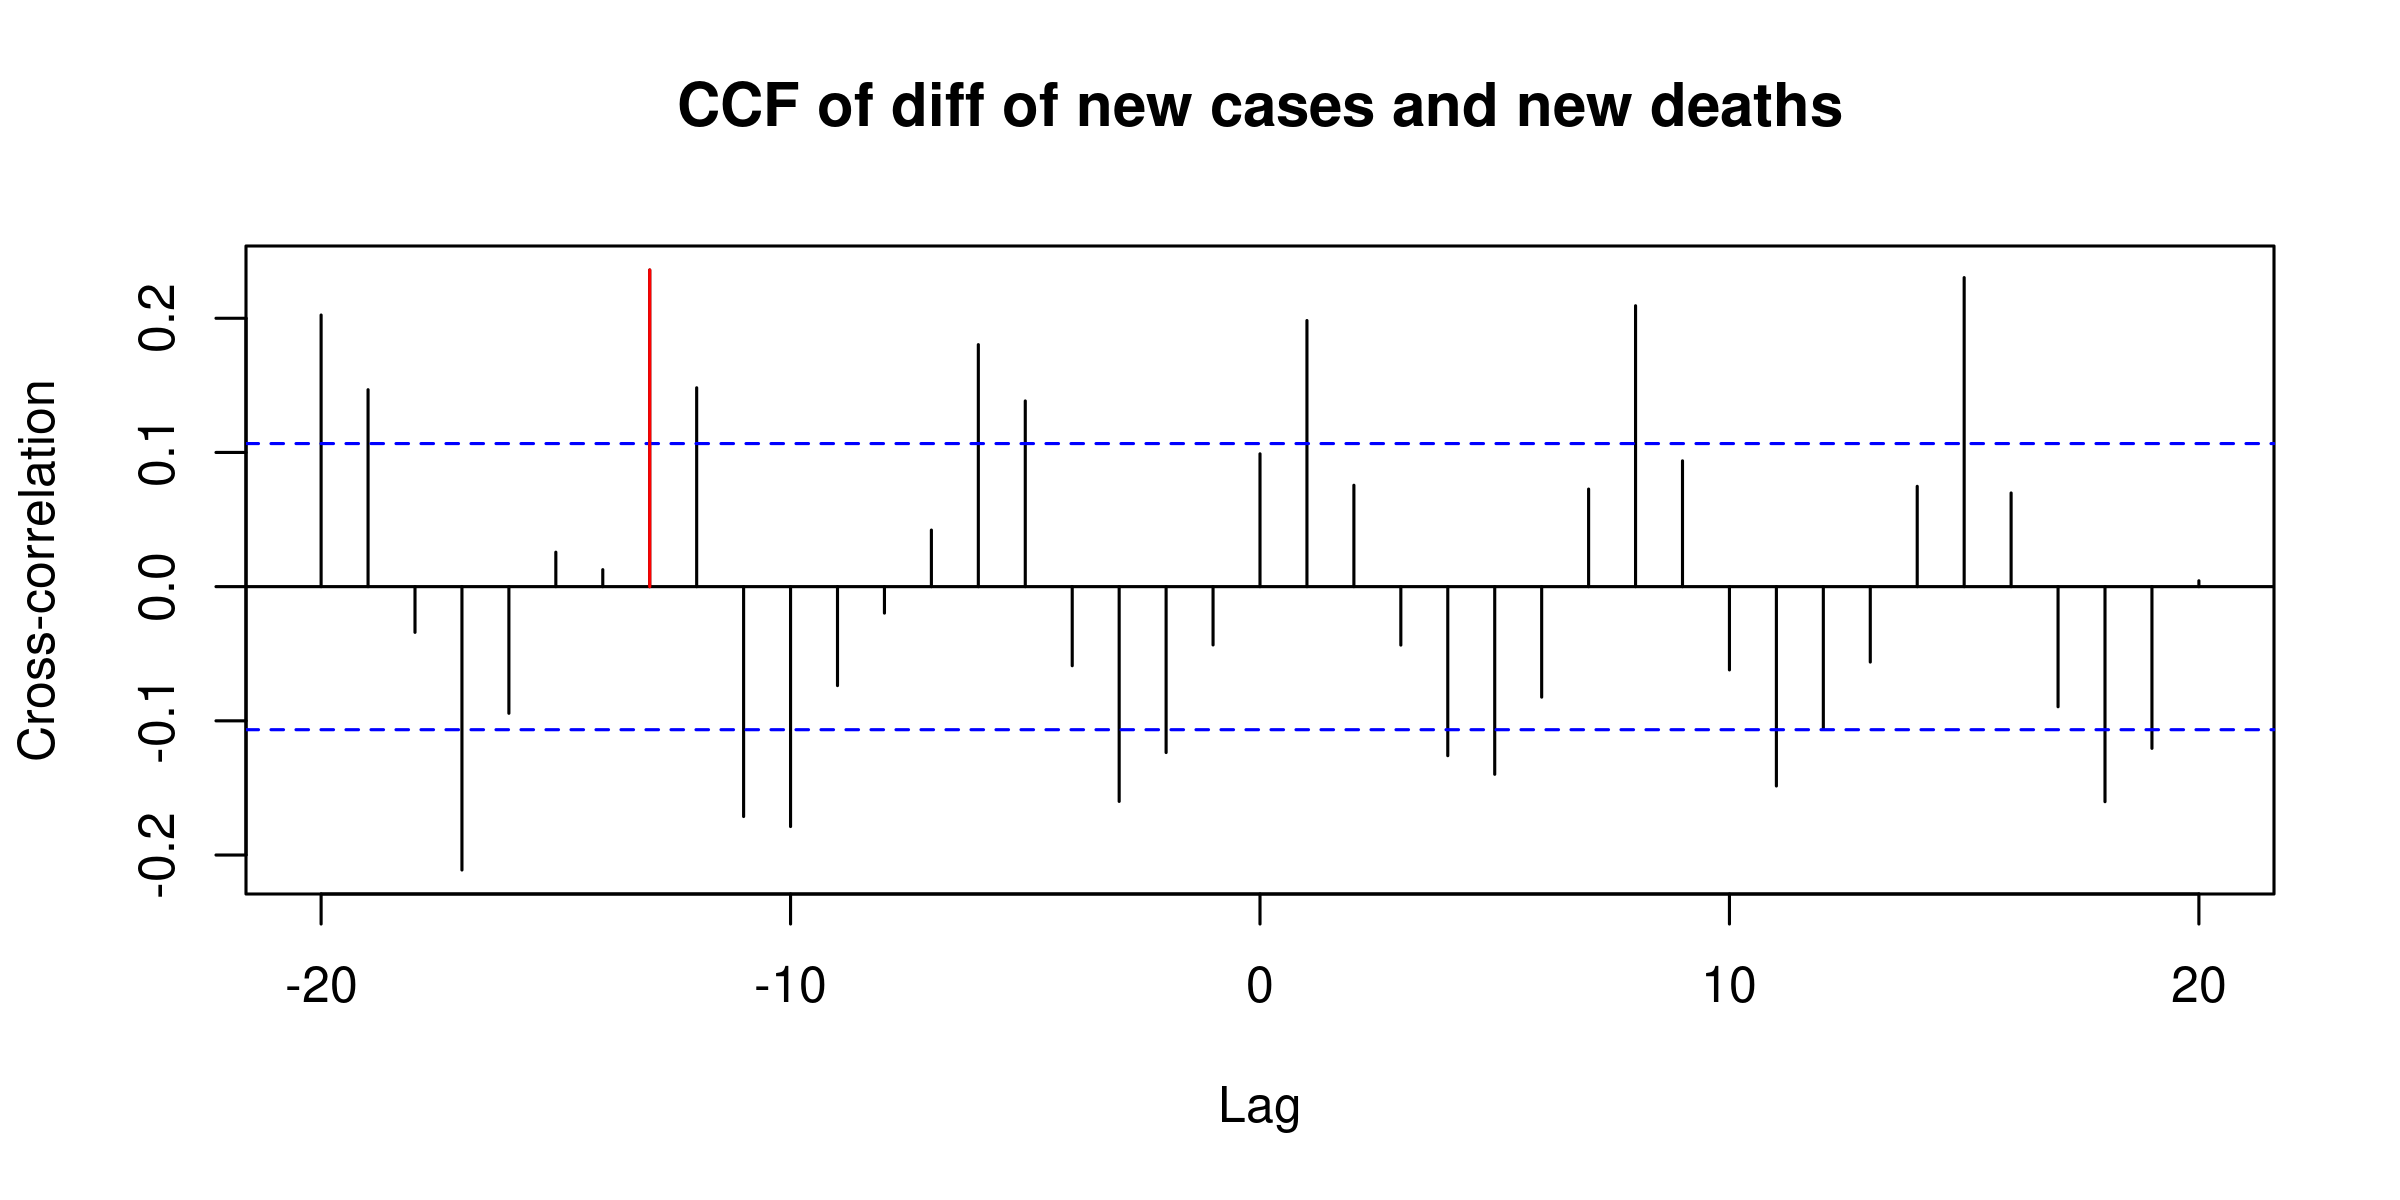 CCF of diff of new cases and new deaths
Cross-correlation
0.2
0.1
0.0
-0.1
-0.2
-20 -10 0 10 20
Lag